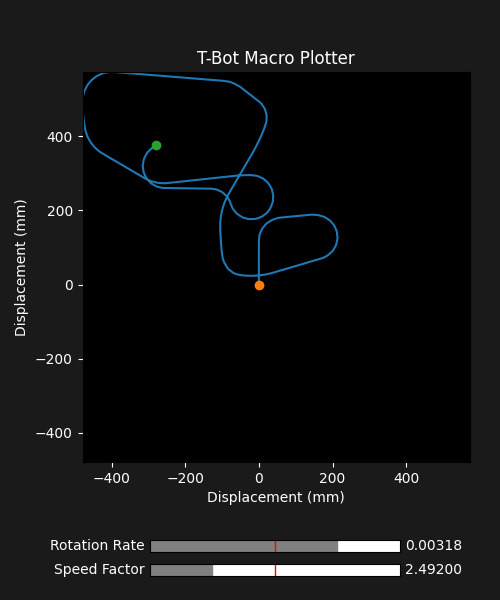 T-Bot Macro Plotter
Displacement (mm)
400
200
0
−200
−400
−400 −200 0 200 400
Displacement (mm)
Rotation Rate 0.00318
Speed Factor 2.49200